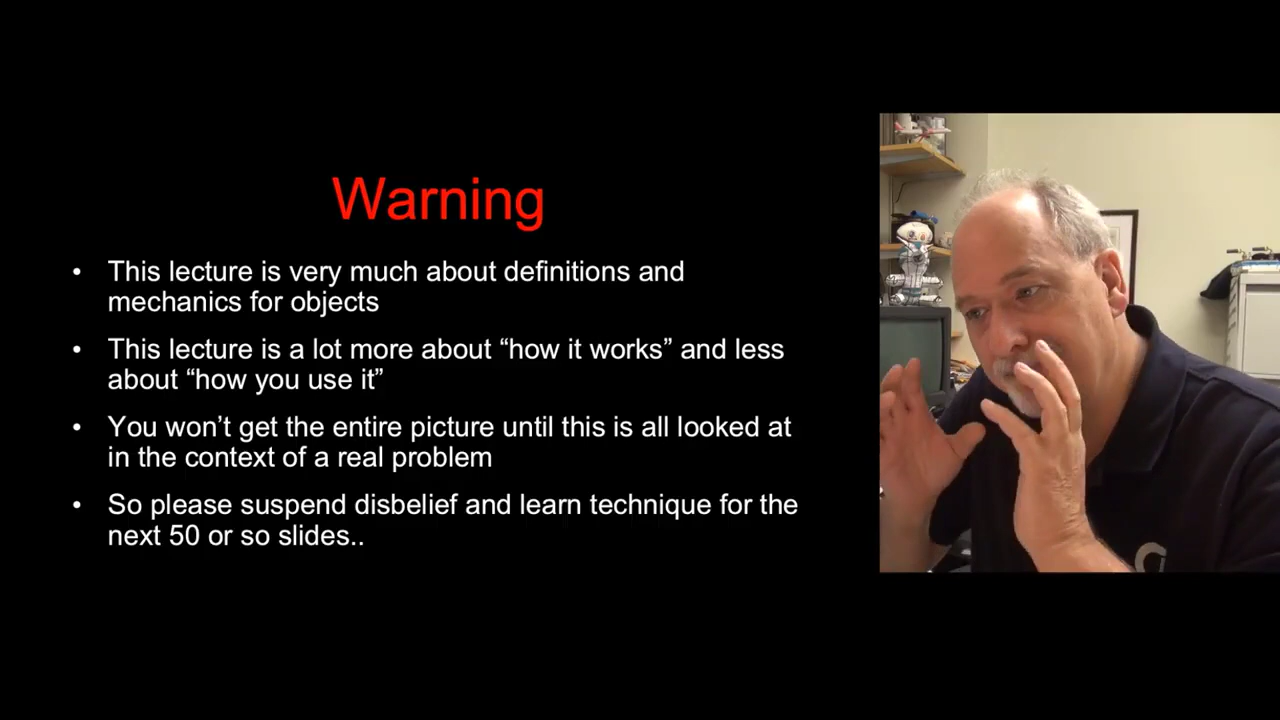 Warning
• This lecture is very much about definitions and
mechanics for objects
• This lecture is a lot more about “how it works” and less
about “how you use it”
• You won’t get the entire picture until this is all looked at
in the context of a real problem
• So please suspend disbelief and learn technique for the
next 50 or so slides..